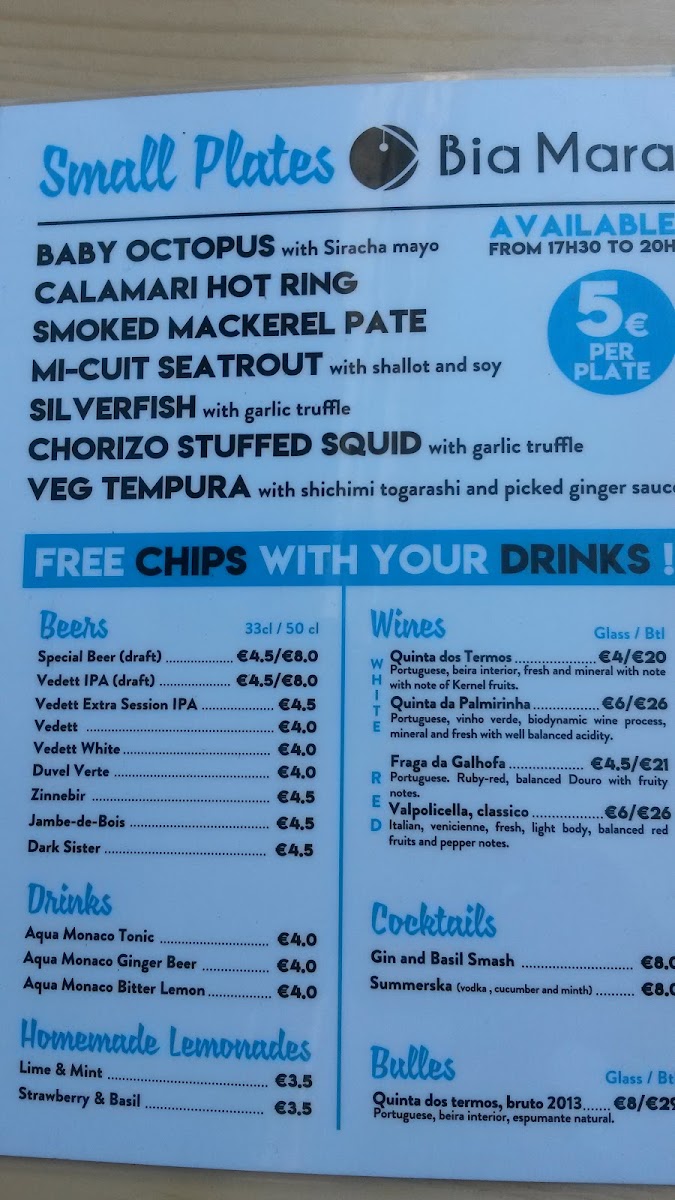 Small Plates Bia Mara
AVAILABLE
FROM 17H30 TO 20H
BABY OCTOPUS with Siracha mayo
CALAMARI HOT RING
SMOKED MACKEREL PATE
MI-CUIT SEATROUT with shallot and soy
SILVERFISH with garlic truffle
CHORIZO STUFFED SQUID with garlic truffle
VEG TEMPURA with shichimi togarashi and picked ginger sauce
5€
PER
PLATE
FREE CHIPS WITH YOUR DRINKS !
Beers 33cl / 50 cl
Special Beer (draft) ................. €4.5/€8.0
Vedett IPA (draft) .................. €4.5/€8.0
Vedett Extra Session IPA .................. €4.5
Vedett ........................................... €4.0
Vedett White ................................. €4.0
Duvel Verte ................................... €4.0
Zinnebir ........................................ €4.5
Jambe-de-Bois ............................... €4.5
Dark Sister .................................... €4.5
Drinks
Aqua Monaco Tonic ........................ €4.0
Aqua Monaco Ginger Beer ............... €4.0
Aqua Monaco Bitter Lemon .............. €4.0
Homemade Lemonades
Lime & Mint ................................... €3.5
Strawberry & Basil .......................... €3.5
Wines Glass / Btl
WHITE
Quinta dos Termos .................. €4/€20
Portuguese, beira interior, fresh and mineral with note
with note of Kernel fruits.
Quinta da Palmirinha ............... €6/€26
Portuguese, vinho verde, biodynamic wine process,
mineral and fresh with well balanced acidity.
RED
Fraga da Galhofa ................. €4.5/€21
Portuguese. Ruby-red, balanced Douro with fruity
notes.
Valpolicella, classico ............... €6/€26
Italian, venicienne, fresh, light body, balanced red
fruits and pepper notes.
Cocktails
Gin and Basil Smash ......................... €8.0
Summerska (vodka , cucumber and minth) ......... €8.0
Bulles Glass / Bt
Quinta dos termos, bruto 2013 ...... €8/€29
Portuguese, beira interior, espumante natural.